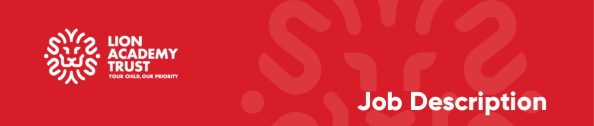 LION
ACADEMY
TRUST
YOUR CHILD, OUR PRIORITY
Job Description